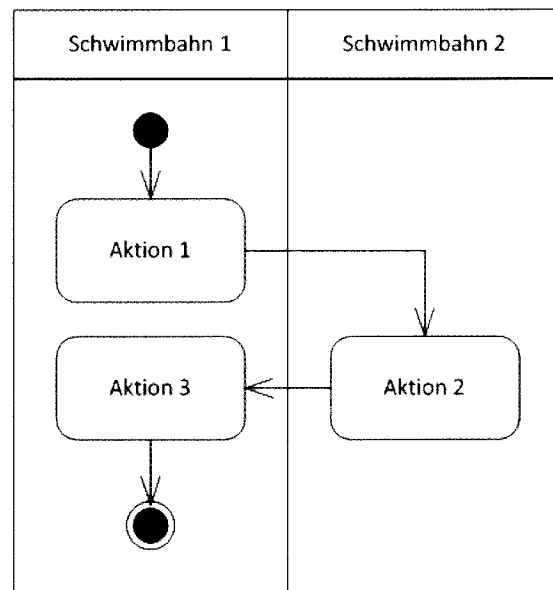 Schwimmbahn 1
Schwimmbahn 2
Aktion 1
Aktion 3
Aktion 2